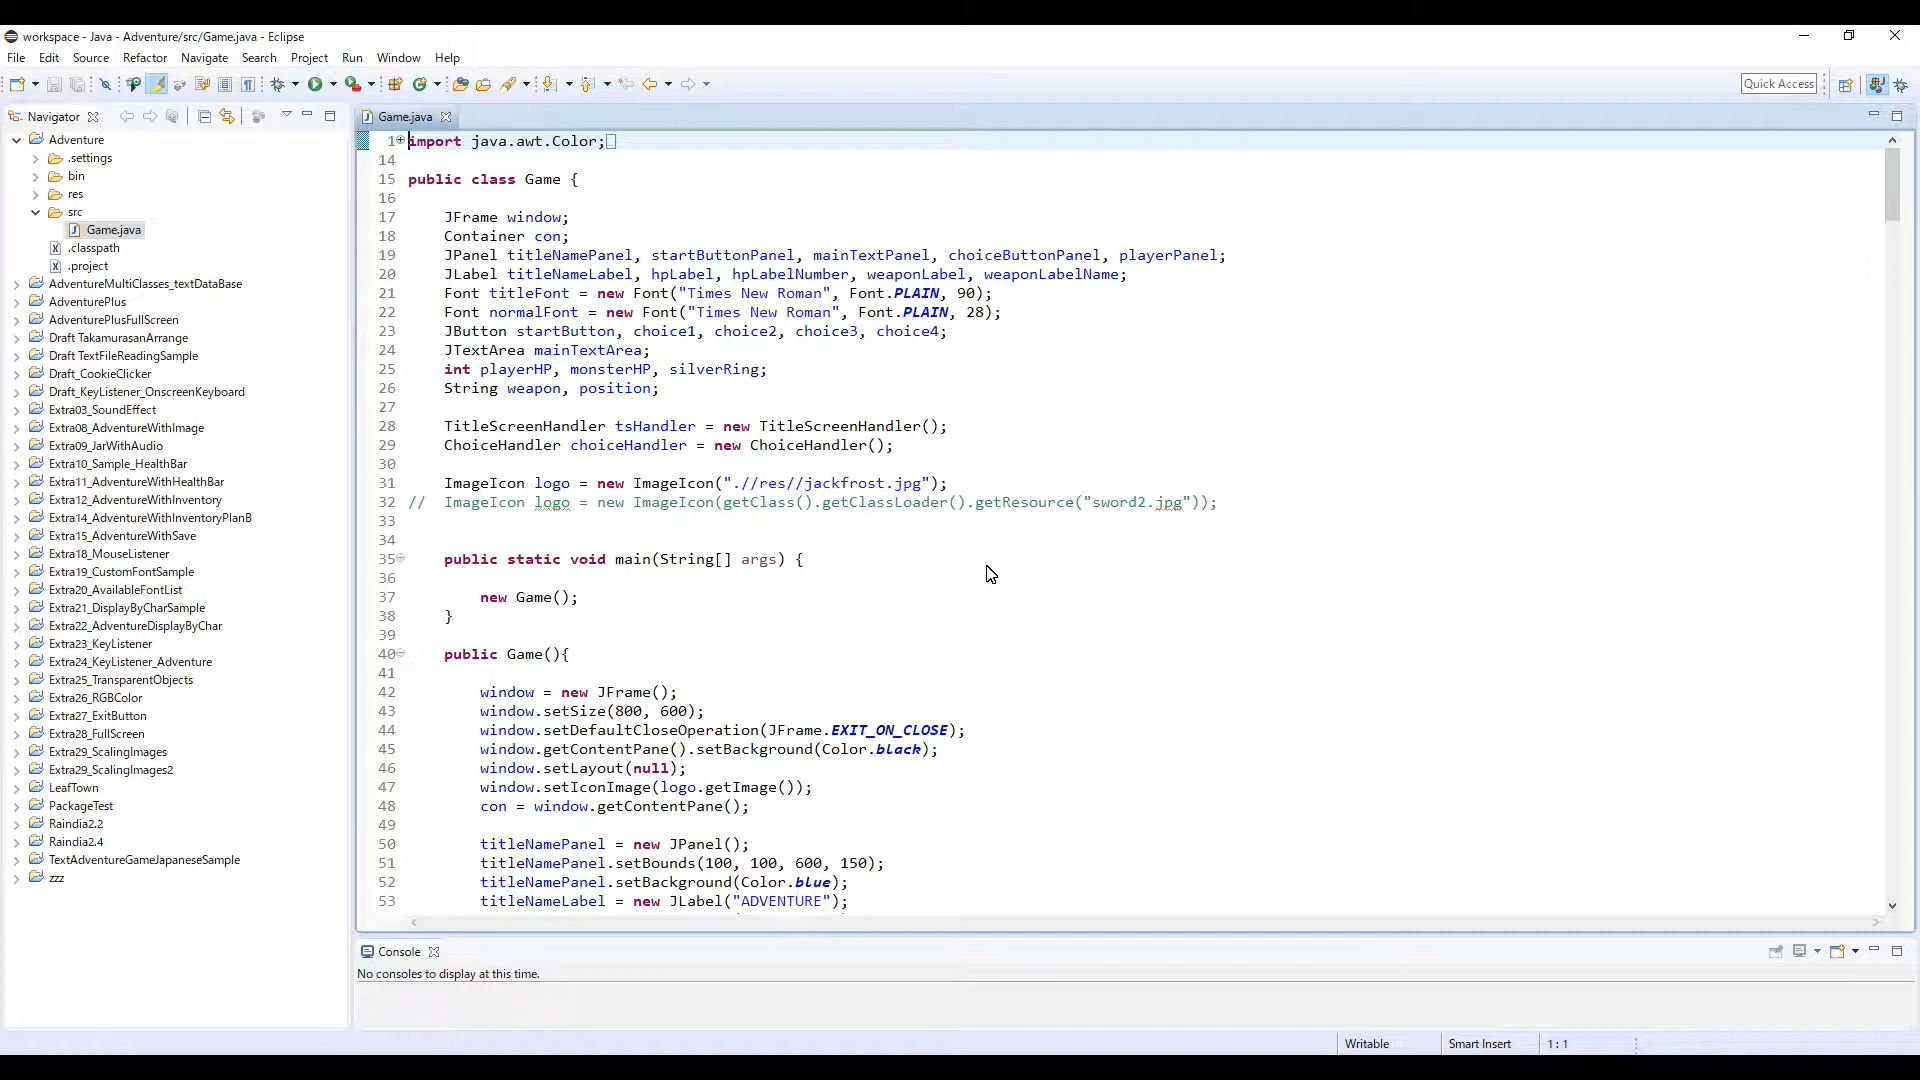 workspace - Java - Adventure/src/Game.java - Eclipse
File Edit Source Refactor Navigate Search Project Run Window Help
Quick Access
Navigator
Adventure
.settings
bin
res
src
Game.java
.classpath
.project
AdventureMultiClasses_textDataBase
AdventurePlus
AdventurePlusFullScreen
Draft TakamurasanArrange
Draft TextFileReadingSample
Draft_CookieClicker
Draft_KeyListener_OnscreenKeyboard
Extra03_SoundEffect
Extra08_AdventureWithImage
Extra09_JarWithAudio
Extra10_Sample_HealthBar
Extra11_AdventureWithHealthBar
Extra12_AdventureWithInventory
Extra14_AdventureWithInventoryPlanB
Extra15_AdventureWithSave
Extra18_MouseListener
Extra19_CustomFontSample
Extra20_AvailableFontList
Extra21_DisplayByCharSample
Extra22_AdventureDisplayByChar
Extra23_KeyListener
Extra24_KeyListener_Adventure
Extra25_TransparentObjects
Extra26_RGBColor
Extra27_ExitButton
Extra28_FullScreen
Extra29_ScalingImages
Extra29_ScalingImages2
LeafTown
PackageTest
Raindia2.2
Raindia2.4
TextAdventureGameJapaneseSample
zzz
Game.java
1 import java.awt.Color;
14
15 public class Game {
16
17 JFrame window;
18 Container con;
19 JPanel titleNamePanel, startButtonPanel, mainTextPanel, choiceButtonPanel, playerPanel;
20 JLabel titleNameLabel, hpLabel, hpLabelNumber, weaponLabel, weaponLabelName;
21 Font titleFont = new Font("Times New Roman", Font.PLAIN, 90);
22 Font normalFont = new Font("Times New Roman", Font.PLAIN, 28);
23 JButton startButton, choice1, choice2, choice3, choice4;
24 JTextArea mainTextArea;
25 int playerHP, monsterHP, silverRing;
26 String weapon, position;
27
28 TitleScreenHandler tsHandler = new TitleScreenHandler();
29 ChoiceHandler choiceHandler = new ChoiceHandler();
30
31 ImageIcon logo = new ImageIcon(".//res//jackfrost.jpg");
32 // ImageIcon logo = new ImageIcon(getClass().getClassLoader().getResource("sword2.jpg"));
33
34
35 public static void main(String[] args) {
36
37 new Game();
38 }
39
40 public Game(){
41
42 window = new JFrame();
43 window.setSize(800, 600);
44 window.setDefaultCloseOperation(JFrame.EXIT_ON_CLOSE);
45 window.getContentPane().setBackground(Color.black);
46 window.setLayout(null);
47 window.setIconImage(logo.getImage());
48 con = window.getContentPane();
49
50 titleNamePanel = new JPanel();
51 titleNamePanel.setBounds(100, 100, 600, 150);
52 titleNamePanel.setBackground(Color.blue);
53 titleNameLabel = new JLabel("ADVENTURE");
Console
No consoles to display at this time.
Writable Smart Insert 1 : 1